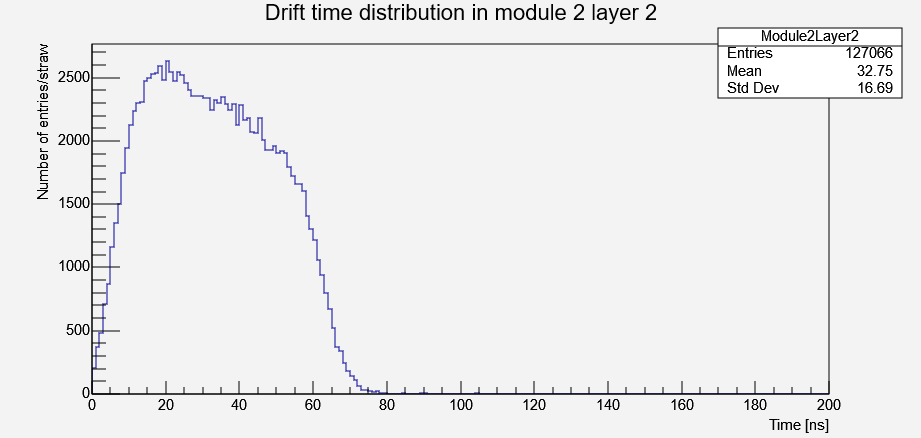 Drift time distribution in module 2 layer 2
Module2Layer2
Entries 127066
Mean 32.75
Std Dev 16.69
Number of entries/straw
2500
2000
1500
1000
500
0
0 20 40 60 80 100 120 140 160 180 200
Time [ns]